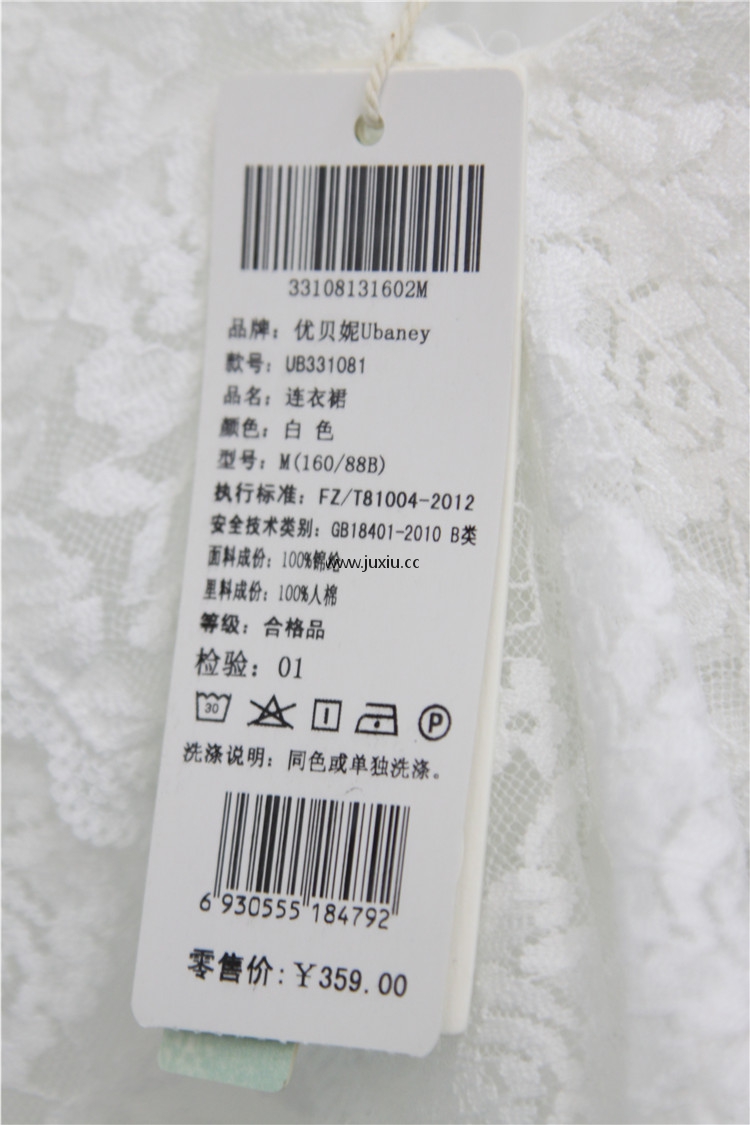 33108131602M
品牌：优贝妮Ubaney
款号：UB331081
品名：连衣裙
颜色：白 色
型号：M(160/88B)
执行标准：FZ/T81004-2012
安全技术类别：GB18401-2010 B类
面料成份：100%锦纶
www.juxiu.cc
里料成份：100%人棉
等级：合格品
检验：01
30 P
洗涤说明：同色或单独洗涤。
6 930555 184792
零售价:￥359.00